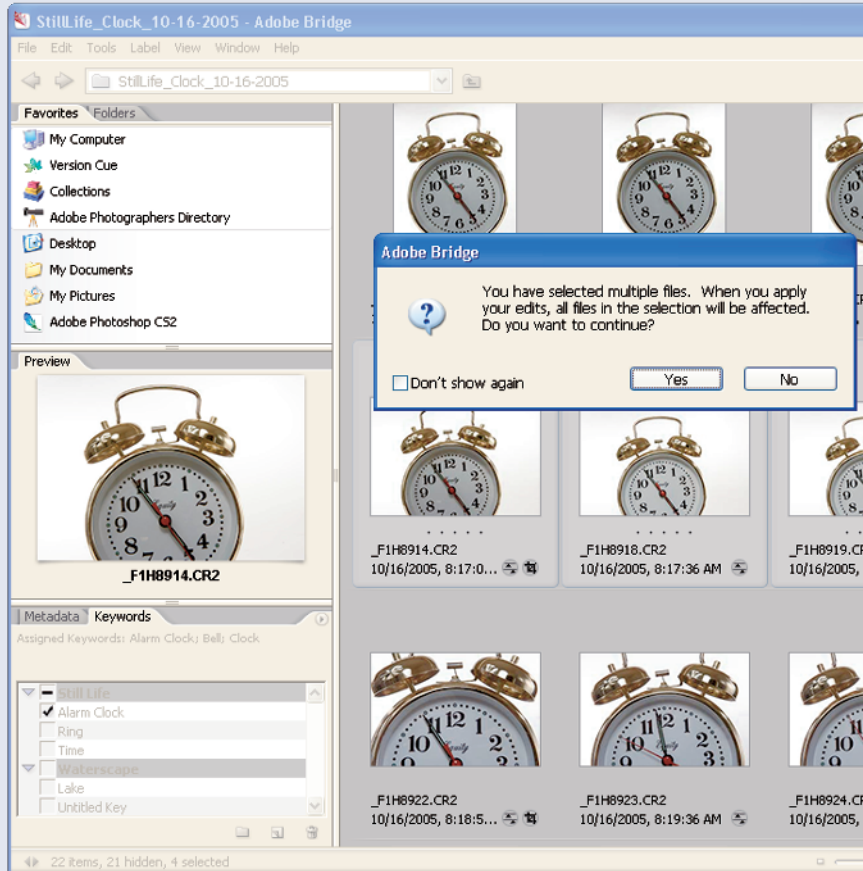 StillLife_Clock_10-16-2005 - Adobe Bridge
File Edit Tools Label View Window Help
StillLife_Clock_10-16-2005
Favorites Folders
My Computer
Version Cue
Collections
Adobe Photographers Directory
Desktop
My Documents
My Pictures
Adobe Photoshop CS2
Preview
_F1H8914.CR2
Metadata Keywords
Assigned Keywords: Alarm Clock; Bell; Clock
Still Life
Alarm Clock
Ring
Time
Waterscape
Lake
Untitled Key
22 items, 21 hidden, 4 selected
Adobe Bridge
You have selected multiple files. When you apply
your edits, all files in the selection will be affected.
Do you want to continue?
Don't show again
Yes No
_F1H8914.CR2
10/16/2005, 8:17:0...
_F1H8918.CR2
10/16/2005, 8:17:36 AM
_F1H8919.C
10/16/2005,
_F1H8922.CR2
10/16/2005, 8:18:5...
_F1H8923.CR2
10/16/2005, 8:19:36 AM
_F1H8924.C
10/16/2005,